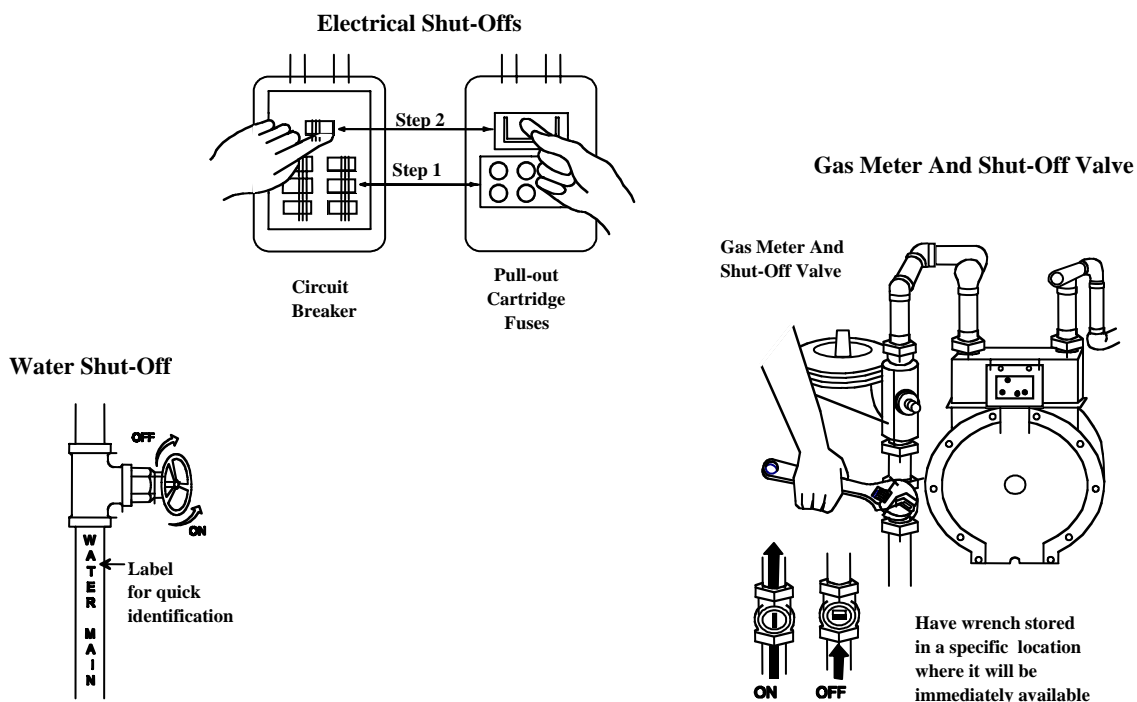 Electrical Shut-Offs
Step 2
Step 1
Circuit
Breaker
Pull-out
Cartridge
Fuses
Gas Meter And Shut-Off Valve
Gas Meter And
Shut-Off Valve
Water Shut-Off
OFF
ON
WATER MAIN
Label
for quick
identification
ON
OFF
Have wrench stored
in a specific location
where it will be
immediately available